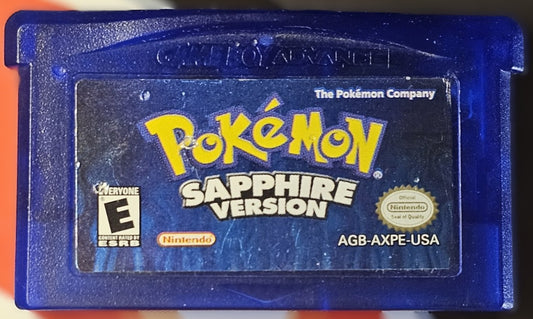 GAME BOY ADVANCE
The Pokémon Company
POKéMON
SAPPHIRE
VERSION
EVERYONE
E
CONTENT RATED BY
ESRB
Nintendo
Official
Nintendo
Seal of Quality
AGB-AXPE-USA